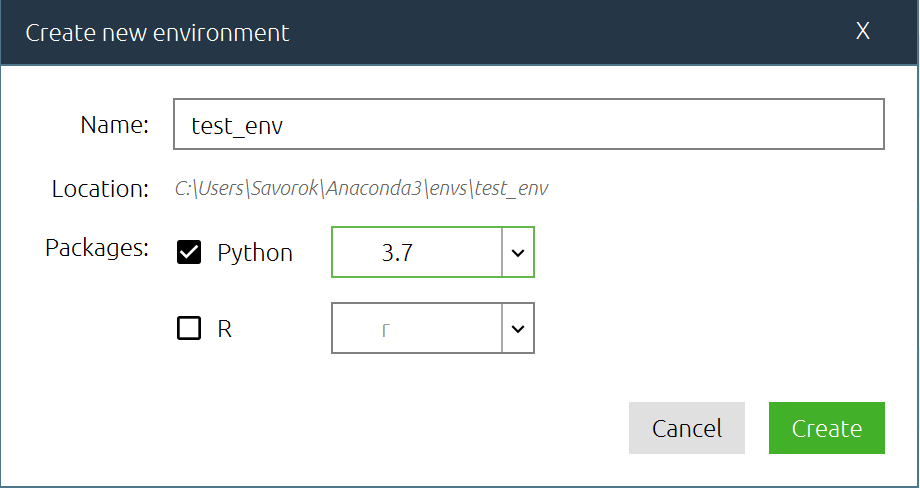 Create new environment X
Name: test_env
Location: C:\Users\Savorok\Anaconda3\envs\test_env
Packages: Python 3.7
R r
Cancel Create